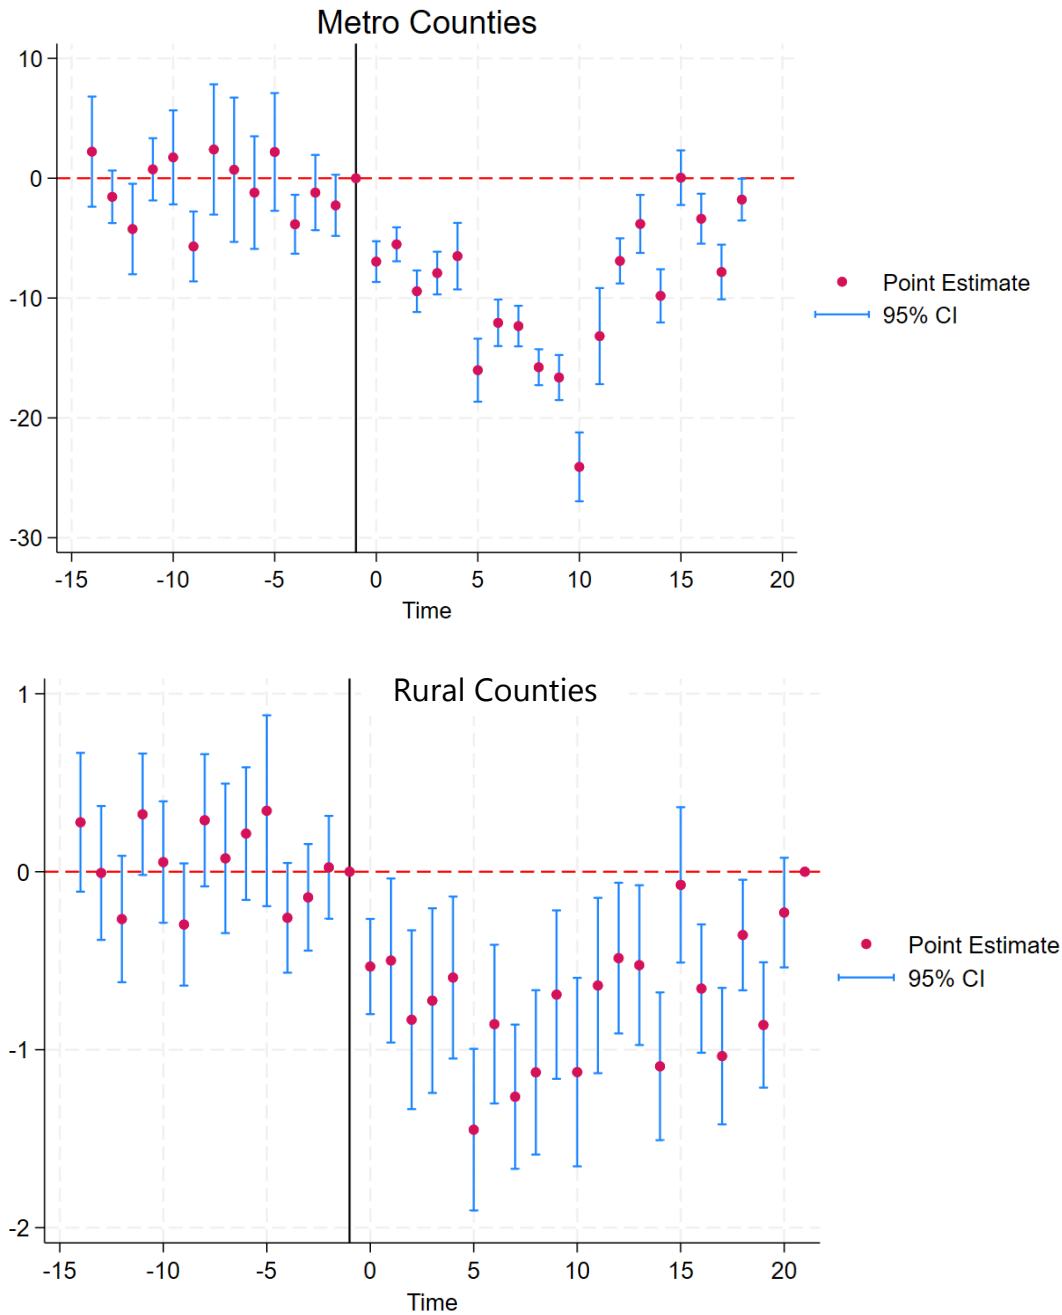 Metro Counties
10
0
-10
-20
-30
-15 -10 -5 0 5 10 15 20
Time
Point Estimate
95% CI
Rural Counties
1
0
-1
-2
-15 -10 -5 0 5 10 15 20
Time
Point Estimate
95% CI